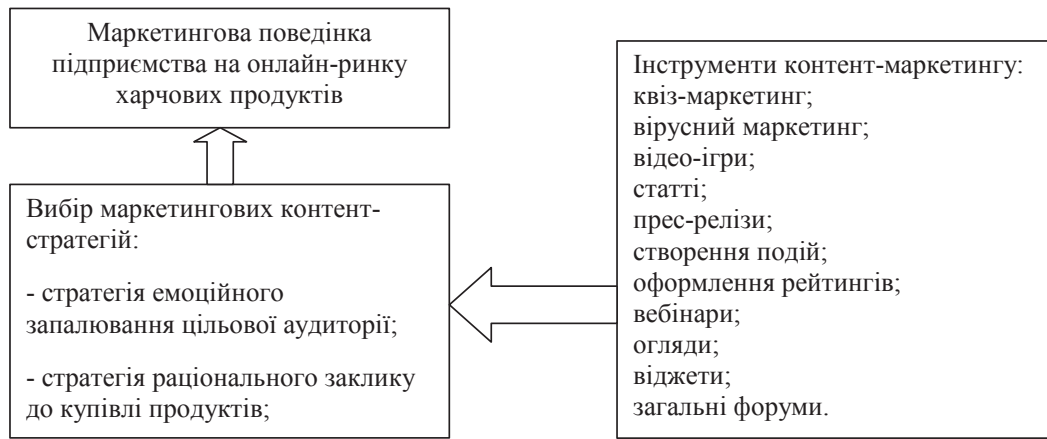 Маркетингова поведінка
підприємства на онлайн-ринку
харчових продуктів
Вибір маркетингових контент-
стратегій:
- стратегія емоційного
запалювання цільової аудиторії;
- стратегія раціонального заклику
до купівлі продуктів;
Інструменти контент-маркетингу:
квіз-маркетинг;
вірусний маркетинг;
відео-ігри;
статті;
прес-релізи;
створення подій;
оформлення рейтингів;
вебінари;
огляди;
віджети;
загальні форуми.